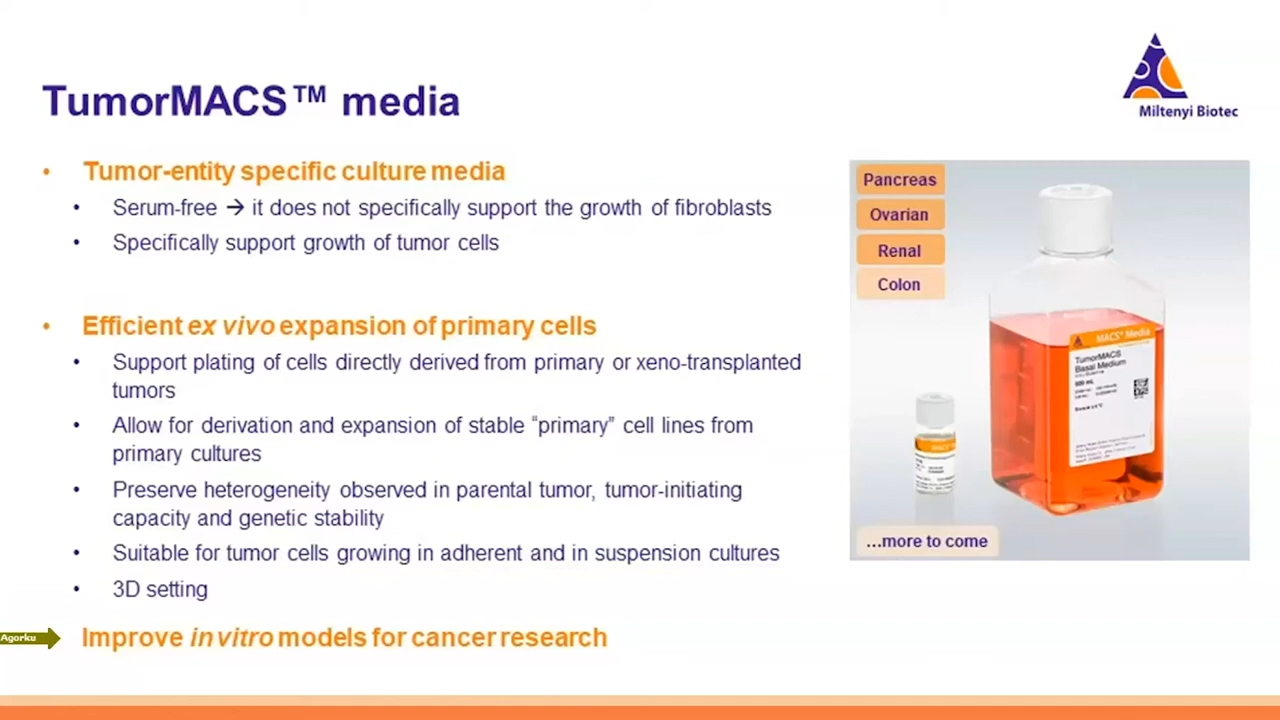 TumorMACS™ media
Miltenyi Biotec
• Tumor-entity specific culture media
• Serum-free → it does not specifically support the growth of fibroblasts
• Specifically support growth of tumor cells
• Efficient ex vivo expansion of primary cells
• Support plating of cells directly derived from primary or xeno-transplanted
tumors
• Allow for derivation and expansion of stable “primary” cell lines from
primary cultures
• Preserve heterogeneity observed in parental tumor, tumor-initiating
capacity and genetic stability
• Suitable for tumor cells growing in adherent and in suspension cultures
• 3D setting
Agorku
Improve in vitro models for cancer research
Pancreas
Ovarian
Renal
Colon
MACS® Media
TumorMACS
Basal Medium
500 mL
...more to come